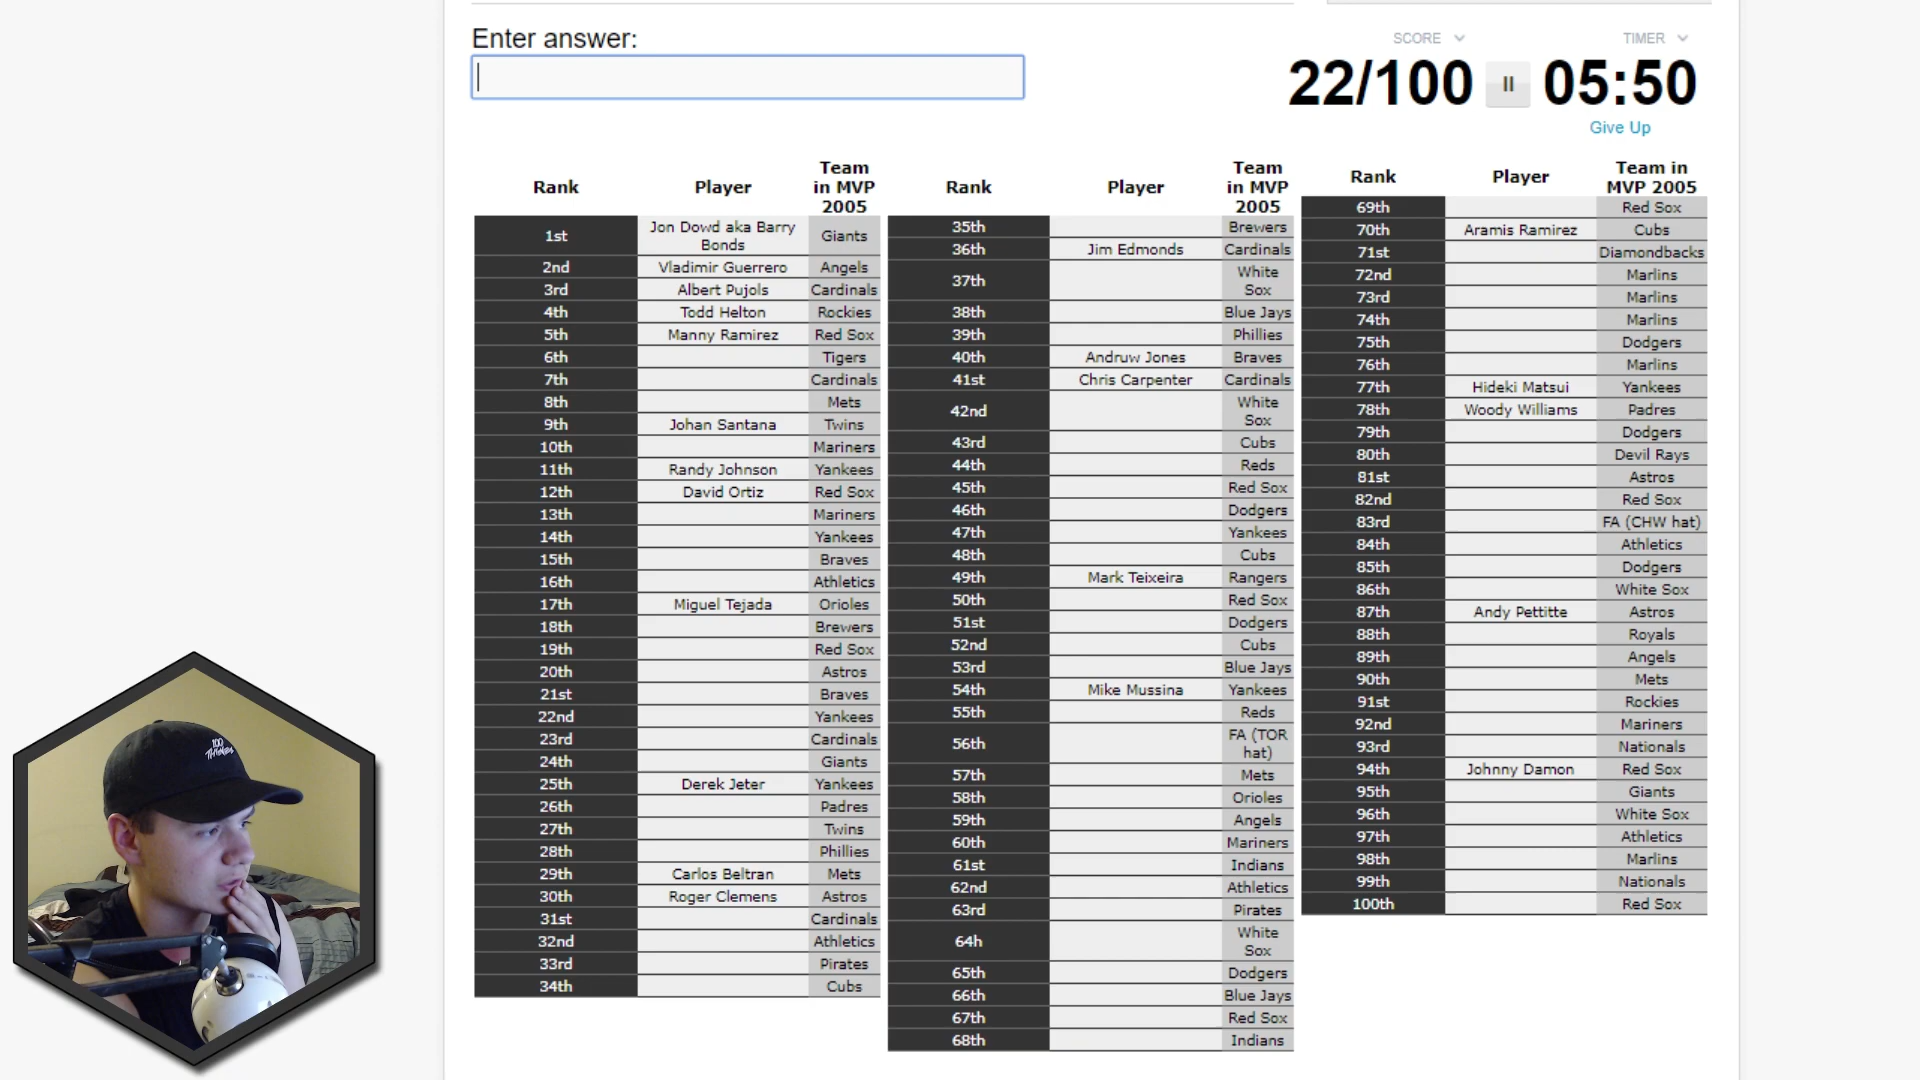 Enter answer:
SCORE
TIMER
22/100
05:50
Give Up
Rank Player Team in MVP 2005
1st Jon Dowd aka Barry Bonds Giants
2nd Vladimir Guerrero Angels
3rd Albert Pujols Cardinals
4th Todd Helton Rockies
5th Manny Ramirez Red Sox
6th Tigers
7th Cardinals
8th Mets
9th Johan Santana Twins
10th Mariners
11th Randy Johnson Yankees
12th David Ortiz Red Sox
13th Mariners
14th Yankees
15th Braves
16th Athletics
17th Miguel Tejada Orioles
18th Brewers
19th Red Sox
20th Astros
21st Braves
22nd Yankees
23rd Cardinals
24th Giants
25th Derek Jeter Yankees
26th Padres
27th Twins
28th Phillies
29th Carlos Beltran Mets
30th Roger Clemens Astros
31st Cardinals
32nd Athletics
33rd Pirates
34th Cubs
Rank Player Team in MVP 2005
35th Brewers
36th Jim Edmonds Cardinals
37th White Sox
38th Blue Jays
39th Phillies
40th Andruw Jones Braves
41st Chris Carpenter Cardinals
42nd White Sox
43rd Cubs
44th Reds
45th Red Sox
46th Dodgers
47th Yankees
48th Cubs
49th Mark Teixeira Rangers
50th Red Sox
51st Dodgers
52nd Cubs
53rd Blue Jays
54th Mike Mussina Yankees
55th Reds
56th FA (TOR hat)
57th Mets
58th Orioles
59th Angels
60th Mariners
61st Indians
62nd Athletics
63rd Pirates
64h White Sox
65th Dodgers
66th Blue Jays
67th Red Sox
68th Indians
Rank Player Team in MVP 2005
69th Red Sox
70th Aramis Ramirez Cubs
71st Diamondbacks
72nd Marlins
73rd Marlins
74th Marlins
75th Dodgers
76th Marlins
77th Hideki Matsui Yankees
78th Woody Williams Padres
79th Dodgers
80th Devil Rays
81st Astros
82nd Red Sox
83rd FA (CHW hat)
84th Athletics
85th Dodgers
86th White Sox
87th Andy Pettitte Astros
88th Royals
89th Angels
90th Mets
91st Rockies
92nd Mariners
93rd Nationals
94th Johnny Damon Red Sox
95th Giants
96th White Sox
97th Athletics
98th Marlins
99th Nationals
100th Red Sox
100